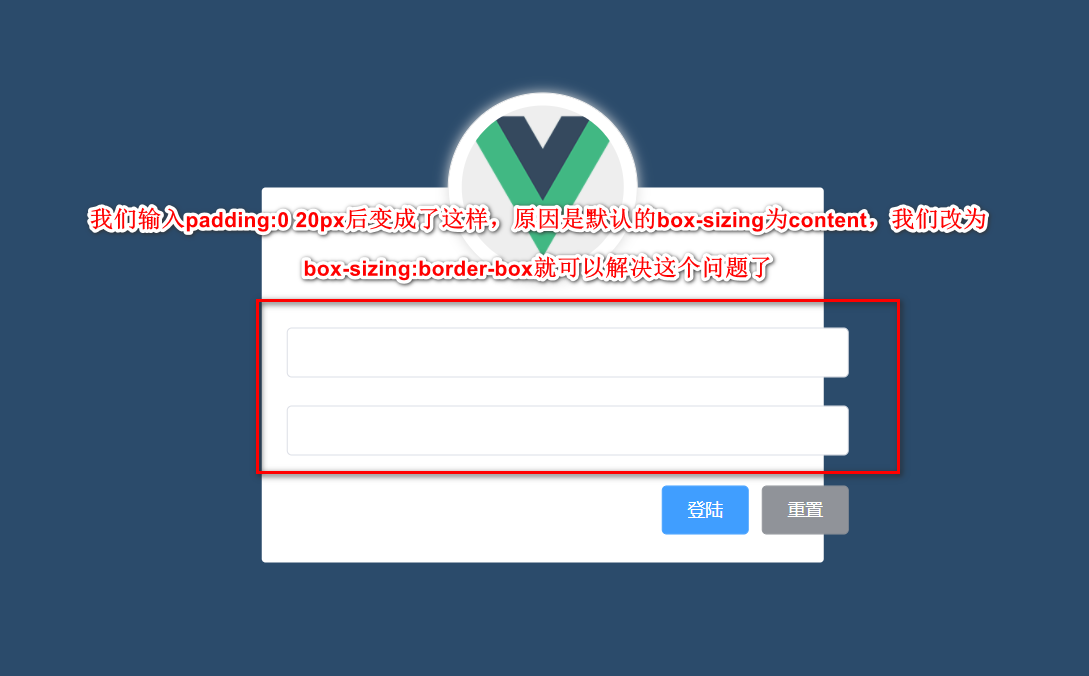 我们输入padding:0 20px后变成了这样，原因是默认的box-sizing为content，我们改为
box-sizing:border-box就可以解决这个问题了
登陆 重置